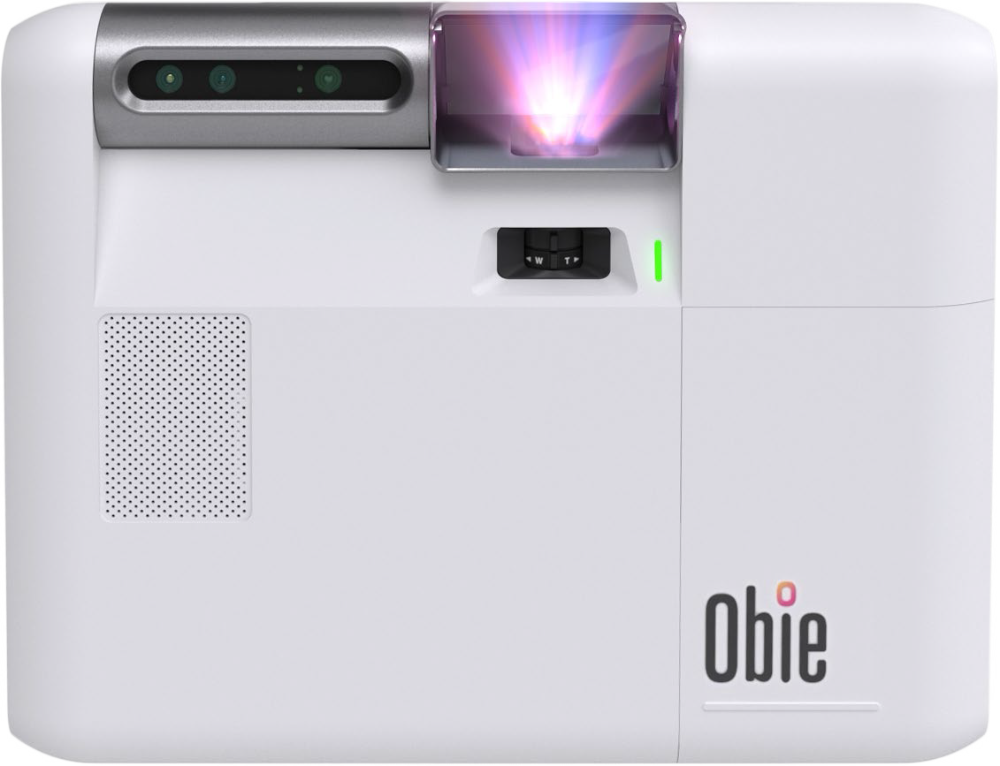 ◄ W T ►
Obie